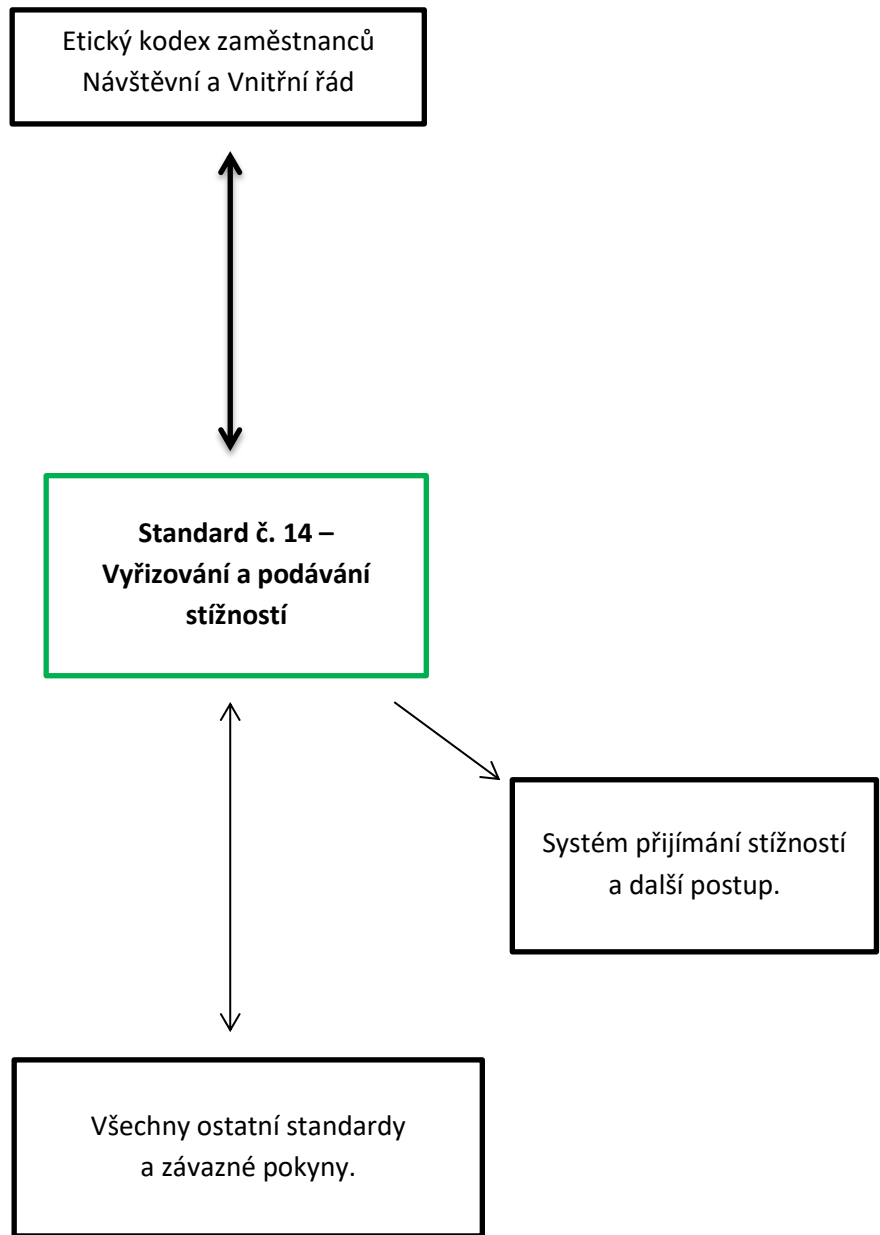 Etický kodex zaměstnanců
Návštěvní a Vnitřní řád
Standard č. 14 –
Vyřizování a podávání
stížností
Systém přijímání stížností
a další postup.
Všechny ostatní standardy
a závazné pokyny.